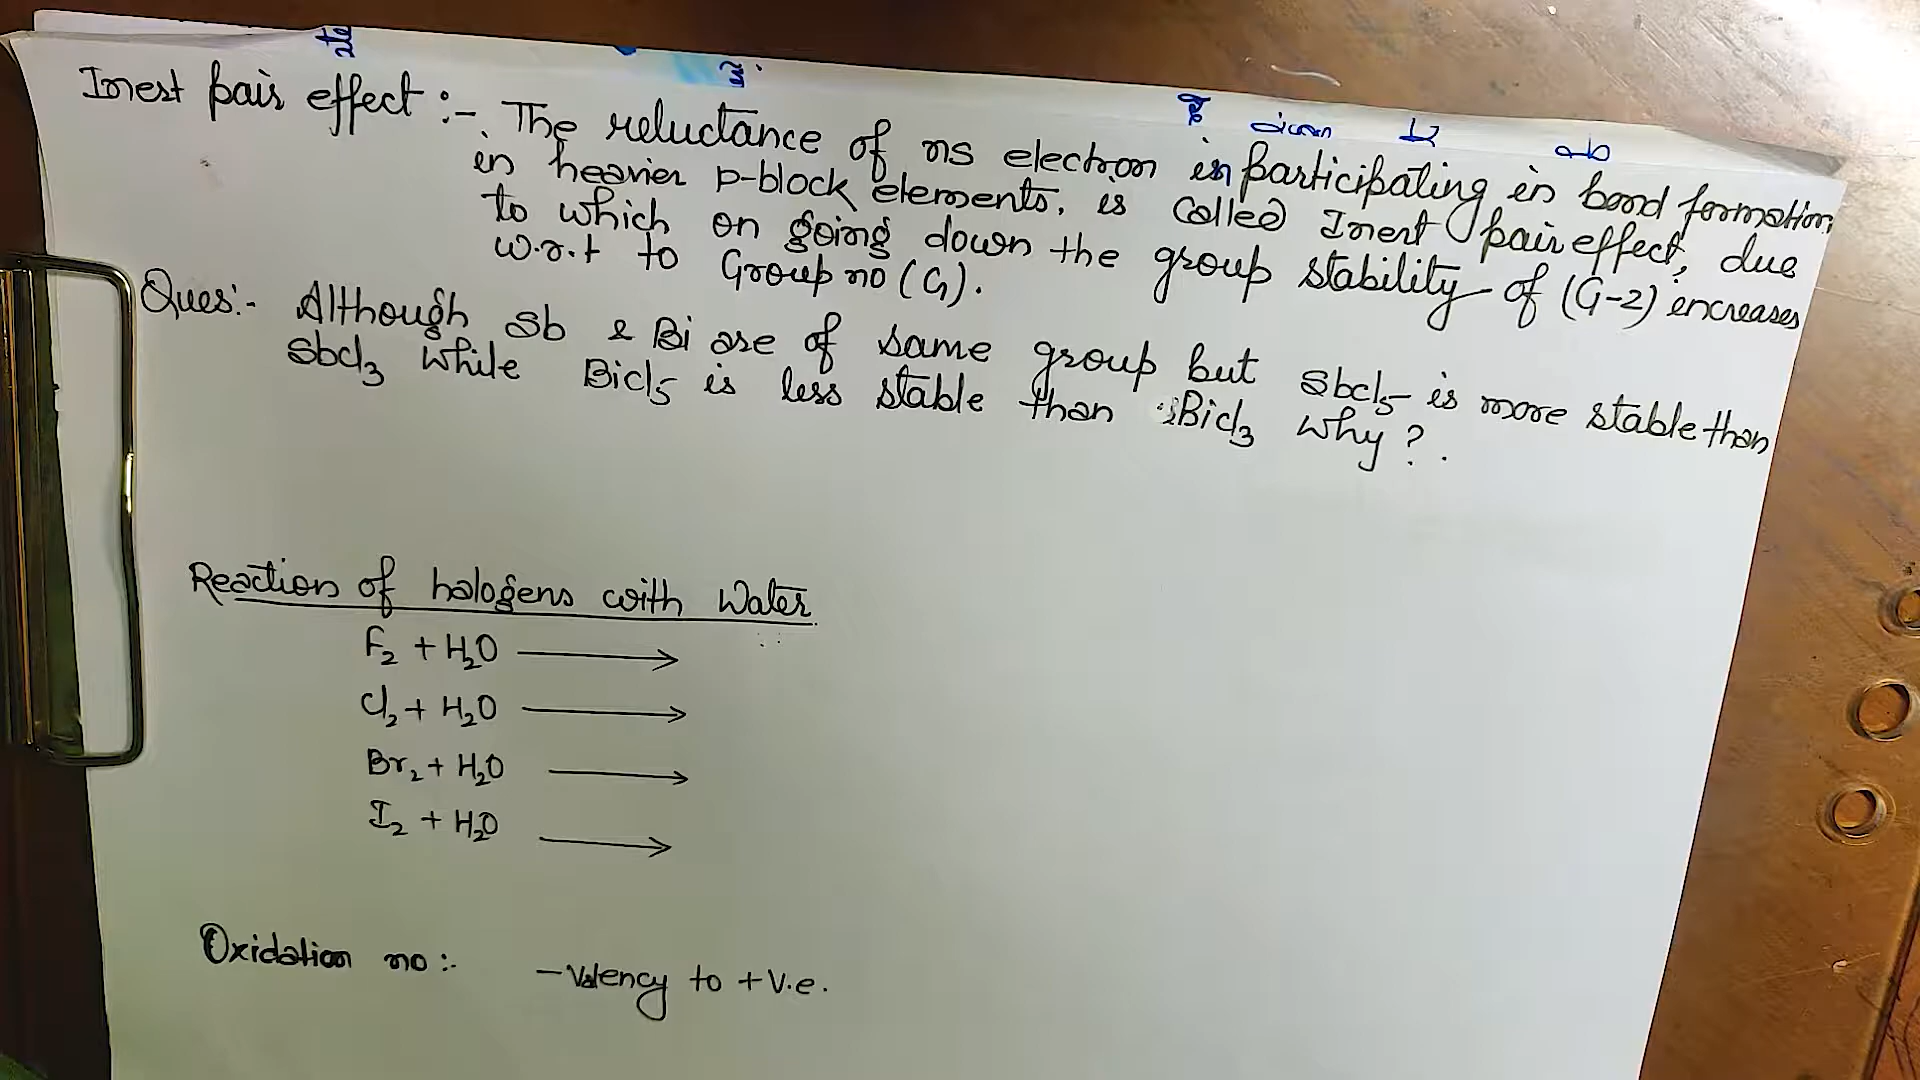 Inert pair effect :- The reluctance of ns electron in participating in bond formation
in heavier p-block elements, is called Inert pair effect, due
to which on going down the group stability of (G-2) increases
w.r.t to Group no (G).
Ques:- Although Sb & Bi are of same group but SbCl5 is more stable than
SbCl3 while BiCl5 is less stable than BiCl3 why?.
Reaction of halogens with Water
F2 + H2O ⟶
Cl2 + H2O ⟶
Br2 + H2O ⟶
I2 + H2O ⟶
Oxidation no :- -Valency to +V.e.